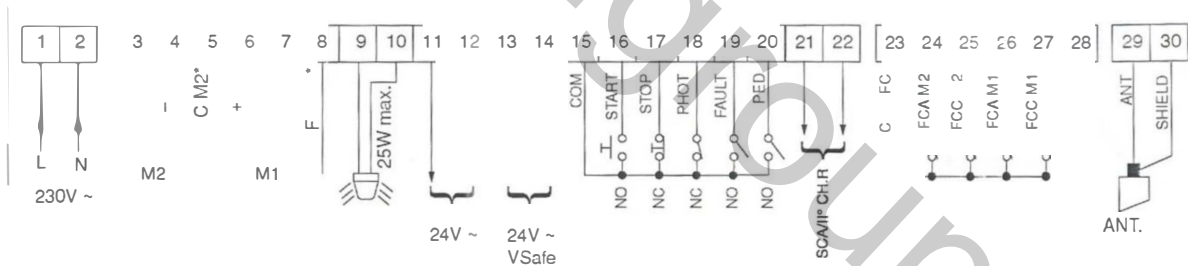 1 2 3 4 5 6 7 8 9 10 11 12 13 14 15 16 17 18 19 20 21 22 23 24 25 26 27 28 29 30
L N
230V ~
– C M2* +
M2 M1
F *
25W max.
24V ~
24V ~
VSafe
COM
START
STOP
PHOT
FAULT
PED
NO
NC
NC
NO
NO
SCA/II° CH.R
C FC
FCA M2
FCC 2
FCA M1
FCC M1
ANT
SHIELD
ANT.